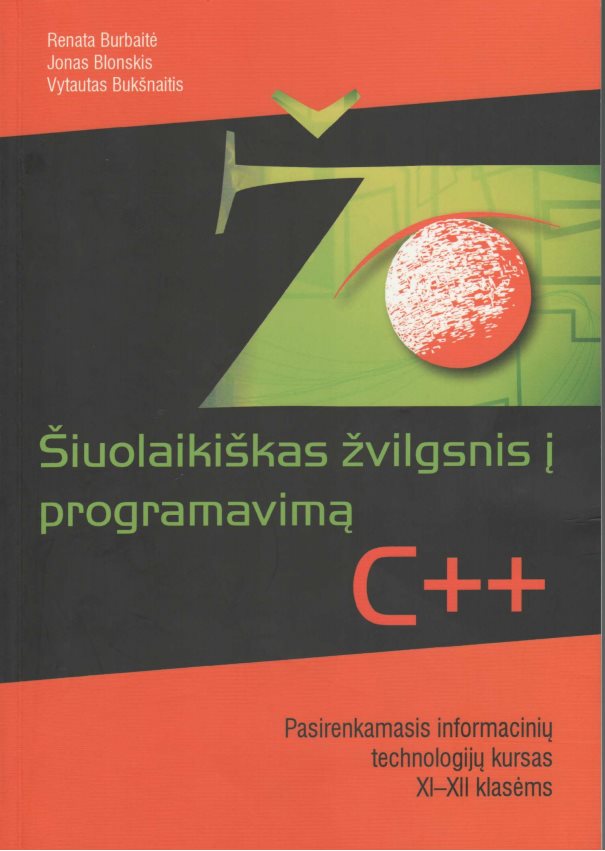 Renata Burbaitė
Jonas Blonskis
Vytautas Bukšnaitis
Ž
Šiuolaikiškas žvilgsnis į
programavimą
C++
Pasirenkamasis informacinių
technologijų kursas
XI–XII klasėms